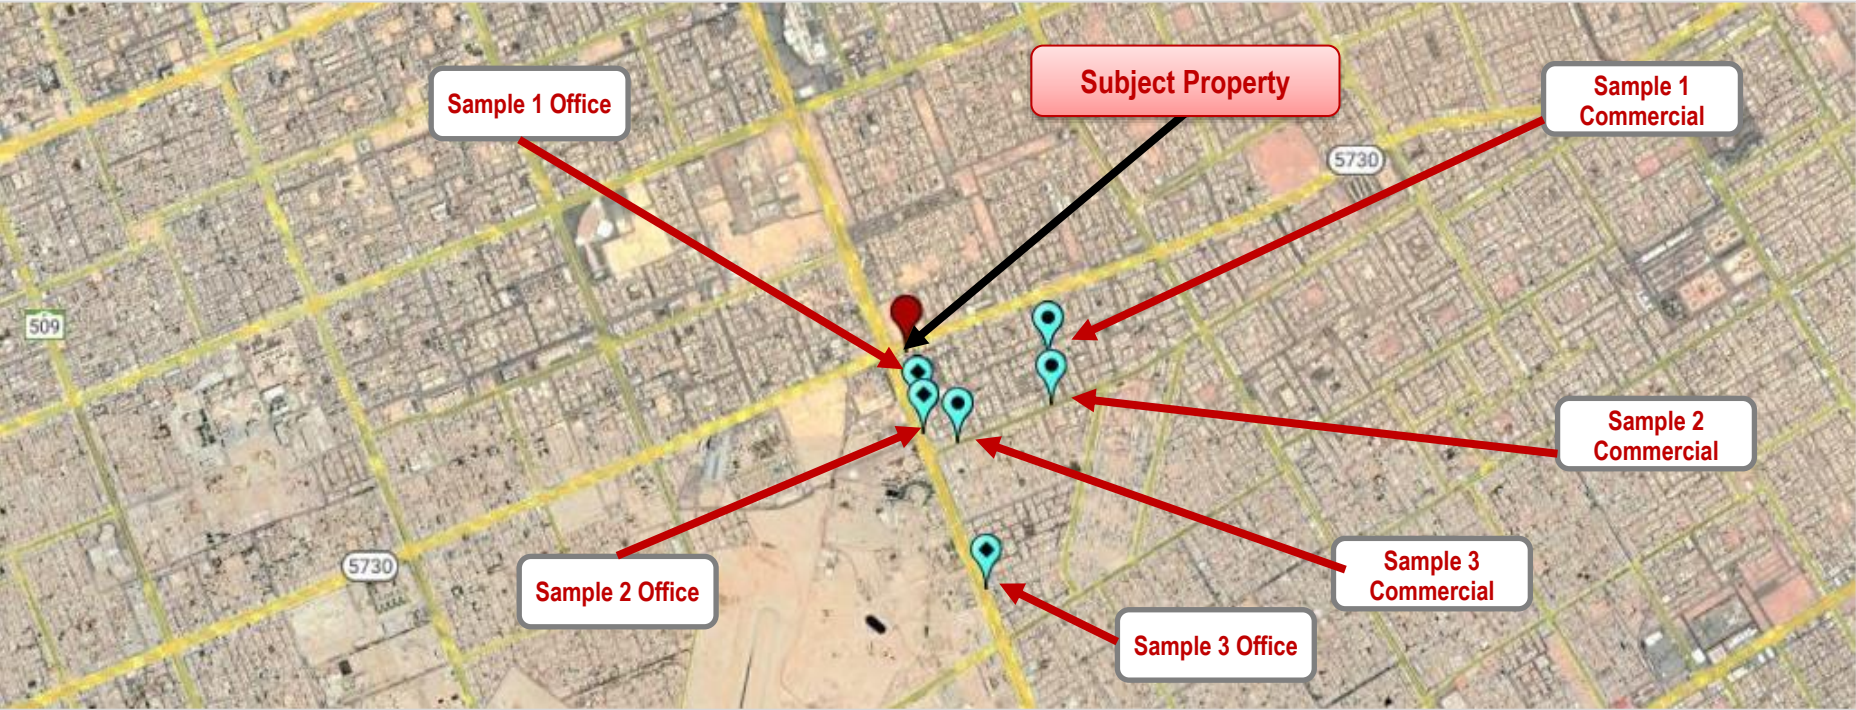 Subject Property
Sample 1
Commercial
Sample 1 Office
5730
509
Sample 2
Commercial
5730
Sample 2 Office
Sample 3
Commercial
Sample 3 Office